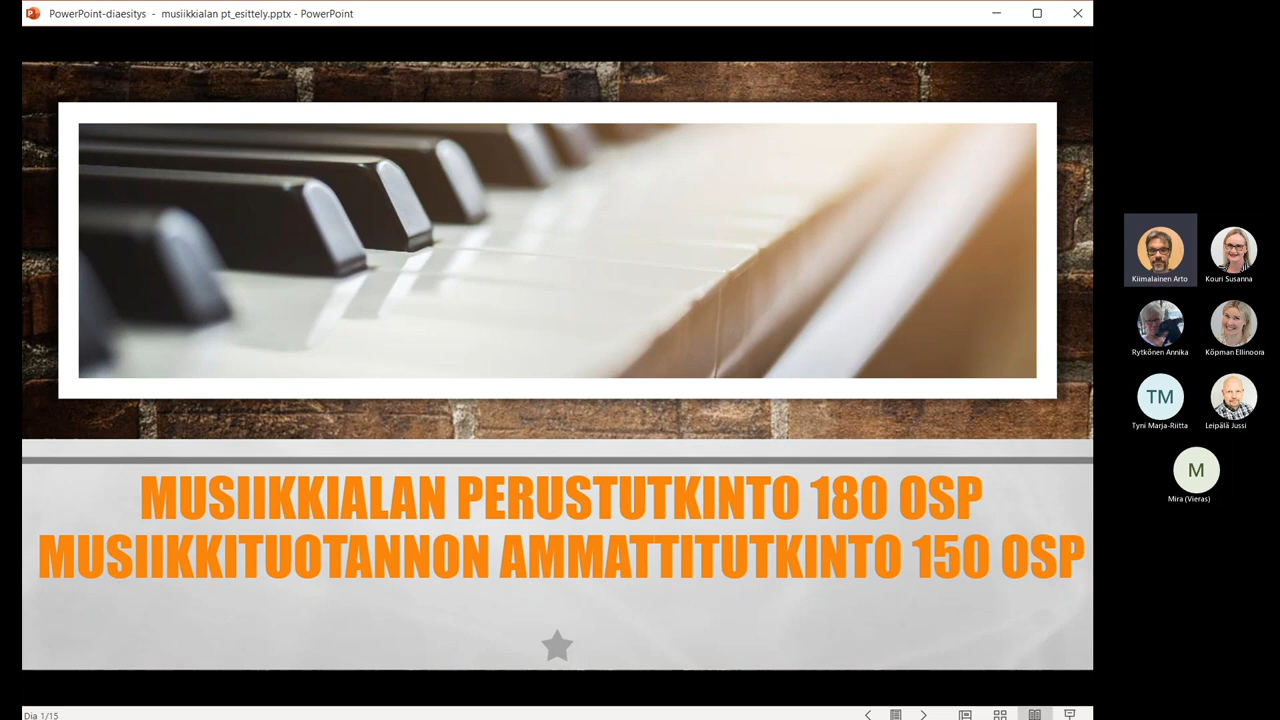 PowerPoint-diaesitys - musiikkialan pt_esittely.pptx - PowerPoint
MUSIIKKIALAN PERUSTUTKINTO 180 OSP
MUSIIKKITUOTANNON AMMATTITUTKINTO 150 OSP
Kiimalainen Arto
Kouri Susanna
Rytkönen Annika
Köpman Ellinoora
TM
Tyni Marja-Riitta
Leipälä Jussi
M
Mira (Vieras)
Dia 1/15